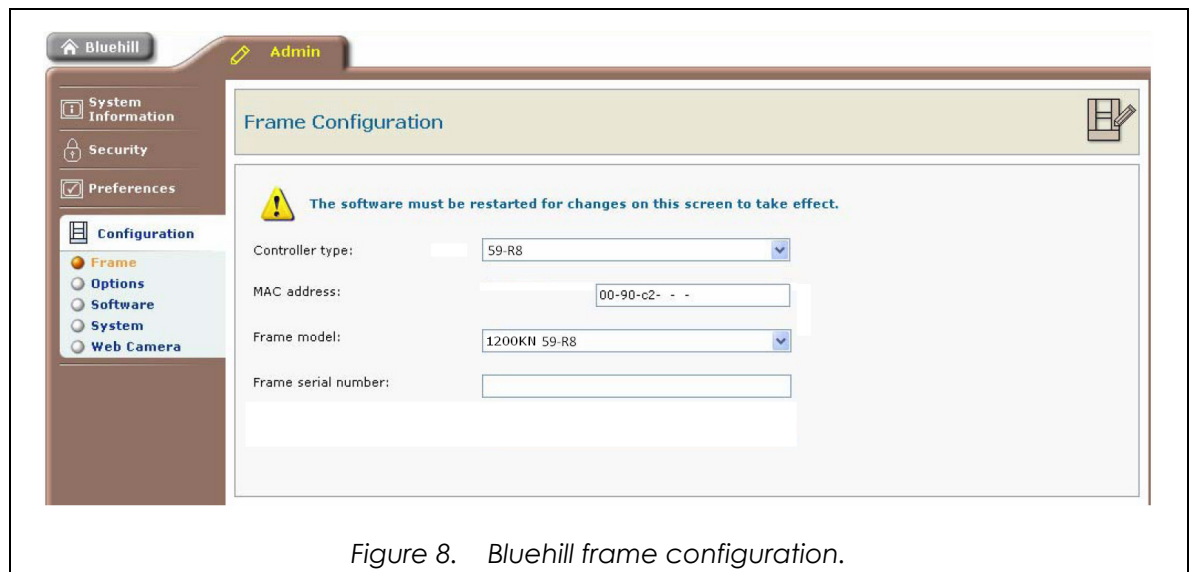 Bluehill
Admin
System
Information
Security
Preferences
Configuration
Frame
Options
Software
System
Web Camera
Frame Configuration
The software must be restarted for changes on this screen to take effect.
Controller type:
59-R8
MAC address:
00-90-c2- - -
Frame model:
1200KN 59-R8
Frame serial number:
Figure 8. Bluehill frame configuration.